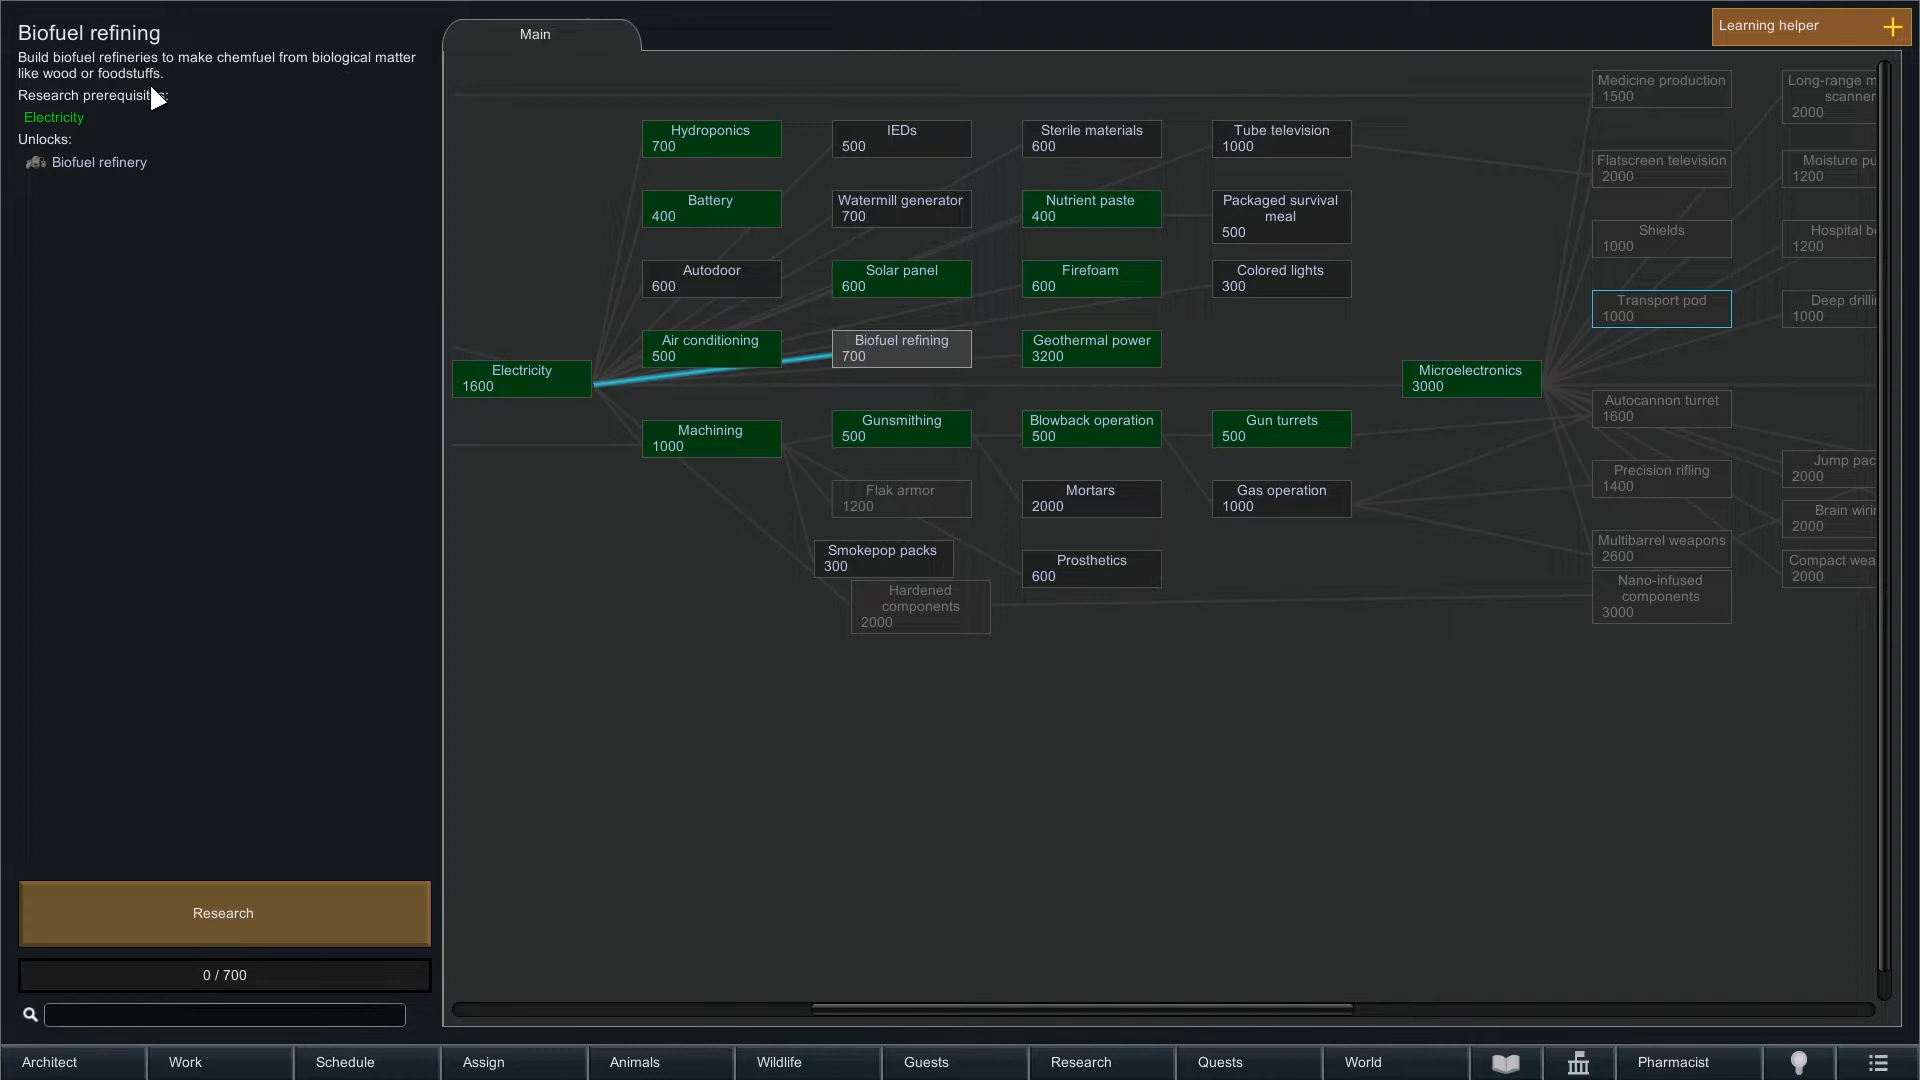 Biofuel refining
Build biofuel refineries to make chemfuel from biological matter
like wood or foodstuffs.
Research prerequisites:
Electricity
Unlocks:
Biofuel refinery
Research
0 / 700
Main
Learning helper
Electricity
1600
Hydroponics
700
Battery
400
Autodoor
600
Air conditioning
500
Machining
1000
IEDs
500
Watermill generator
700
Solar panel
600
Biofuel refining
700
Gunsmithing
500
Flak armor
1200
Smokepop packs
300
Hardened
components
2000
Sterile materials
600
Nutrient paste
400
Firefoam
600
Geothermal power
3200
Blowback operation
500
Mortars
2000
Prosthetics
600
Tube television
1000
Packaged survival
meal
500
Colored lights
300
Gun turrets
500
Gas operation
1000
Microelectronics
3000
Medicine production
1500
Flatscreen television
2000
Shields
1000
Transport pod
1000
Autocannon turret
1600
Precision rifling
1400
Multibarrel weapons
2600
Nano-infused
components
3000
Long-range m
scanner
2000
Moisture pu
1200
Hospital b
1200
Deep drilli
1000
Jump pac
2000
Brain wiri
2000
Compact wea
2000
Architect
Work
Schedule
Assign
Animals
Wildlife
Guests
Research
Quests
World
Pharmacist